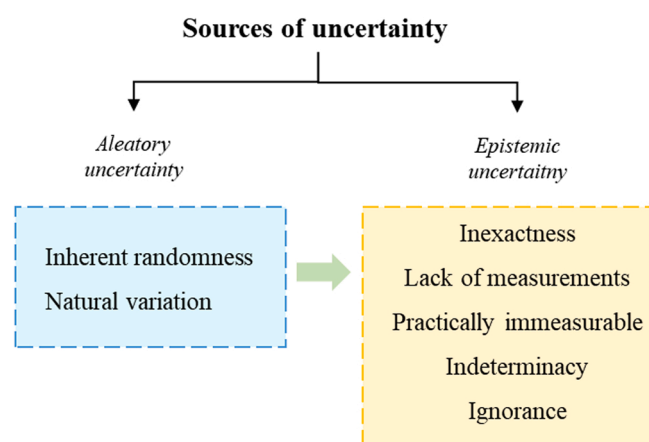 Sources of uncertainty
Aleatory
uncertainty
Epistemic
uncertaitny
Inherent randomness
Natural variation
Inexactness
Lack of measurements
Practically immeasurable
Indeterminacy
Ignorance